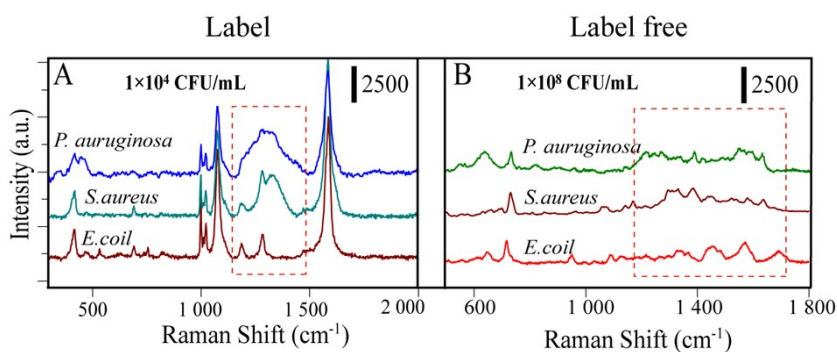 Label
Label free
A
1×10⁴ CFU/mL
2500
P. auruginosa
S.aureus
E.coil
Intensity (a.u.)
500
1 000
1 500
2 000
Raman Shift (cm⁻¹)
B
1×10⁸ CFU/mL
2500
P. auruginosa
S.aureus
E.coil
600
1 000
1 400
1 800
Raman Shift (cm⁻¹)